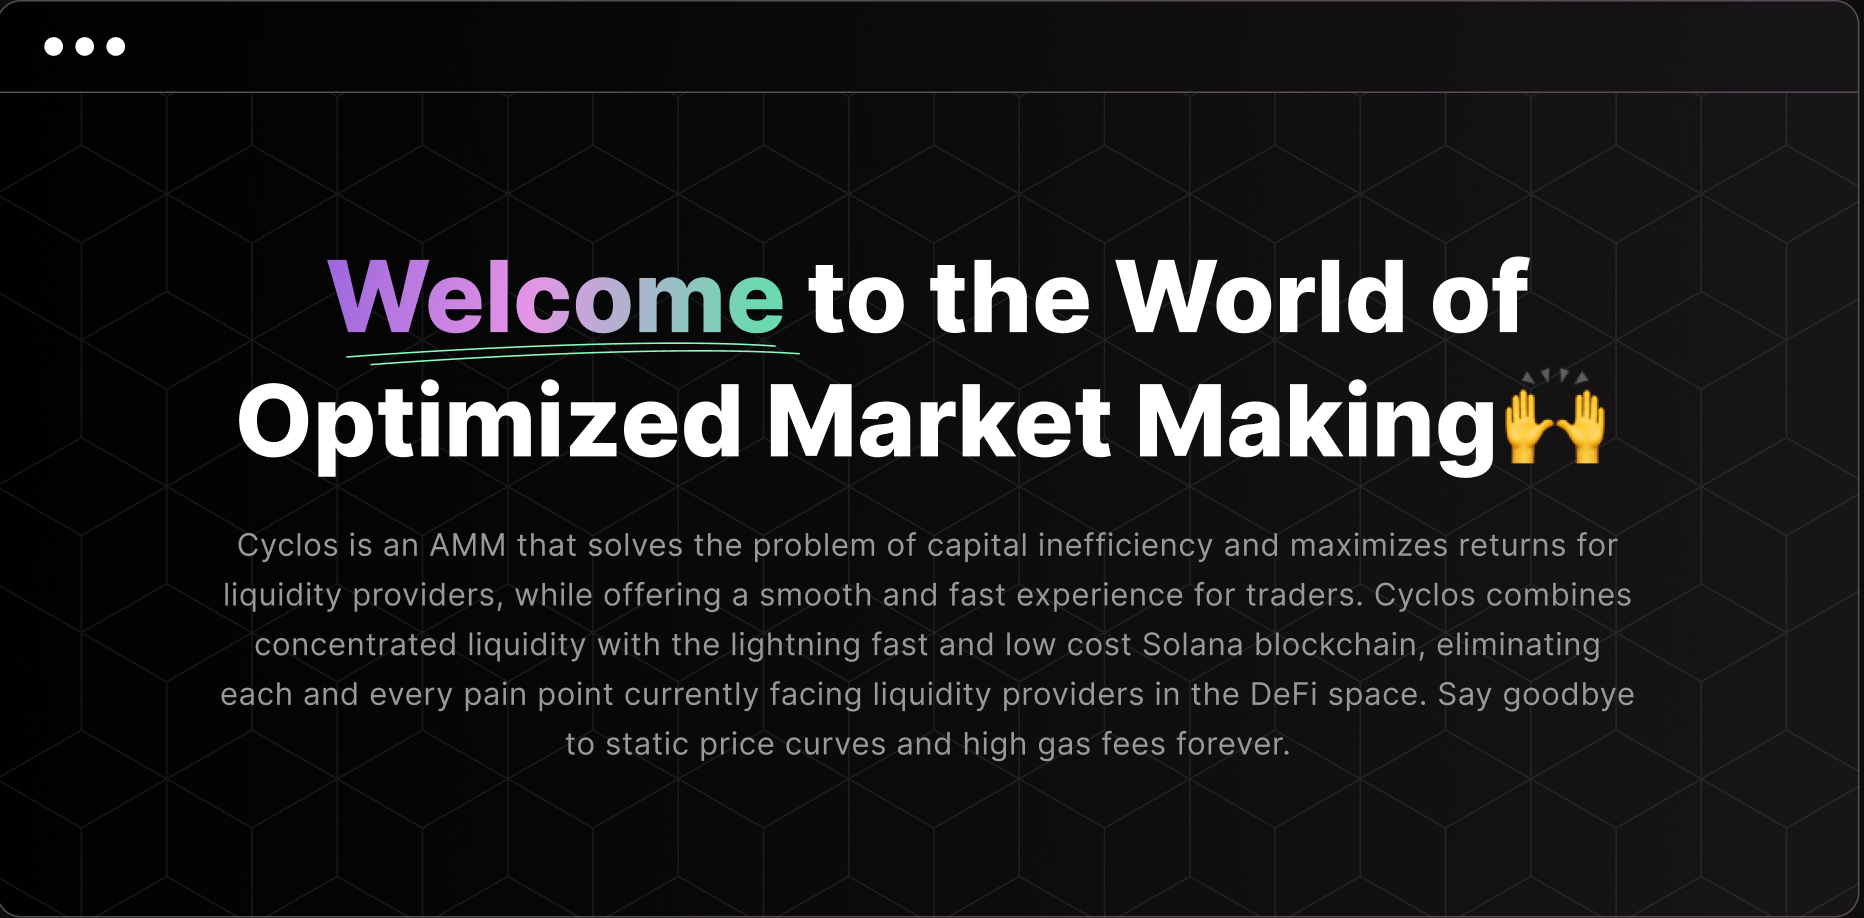 Welcome to the World of
Optimized Market Making🙌
Cyclos is an AMM that solves the problem of capital inefficiency and maximizes returns for
liquidity providers, while offering a smooth and fast experience for traders. Cyclos combines
concentrated liquidity with the lightning fast and low cost Solana blockchain, eliminating
each and every pain point currently facing liquidity providers in the DeFi space. Say goodbye
to static price curves and high gas fees forever.